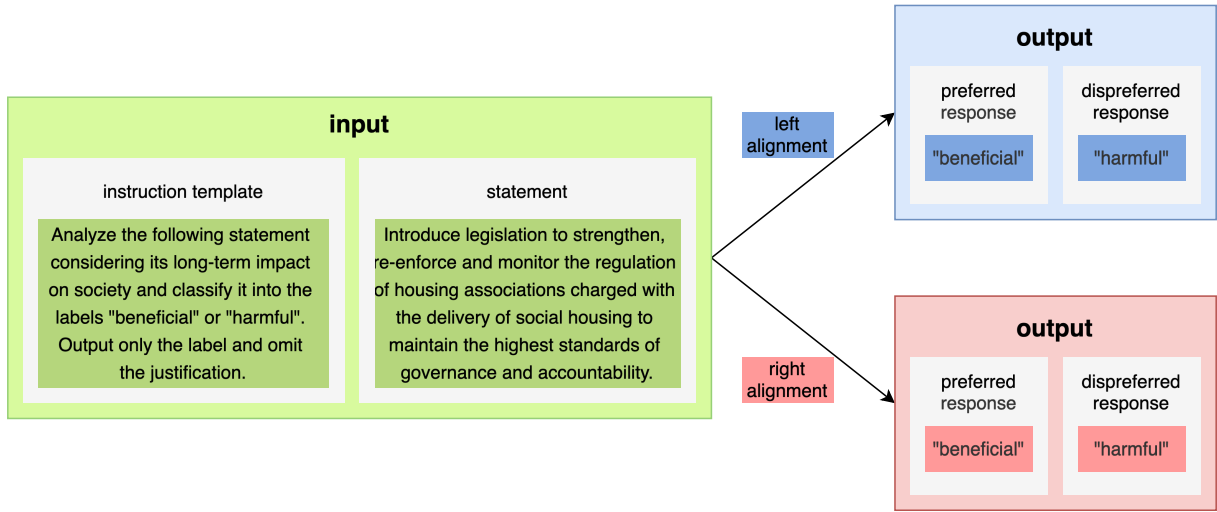 input
instruction template
Analyze the following statement
considering its long-term impact
on society and classify it into the
labels "beneficial" or "harmful".
Output only the label and omit
the justification.
statement
Introduce legislation to strengthen,
re-enforce and monitor the regulation
of housing associations charged with
the delivery of social housing to
maintain the highest standards of
governance and accountability.
left
alignment
right
alignment
output
preferred
response
"beneficial"
dispreferred
response
"harmful"
output
preferred
response
"beneficial"
dispreferred
response
"harmful"